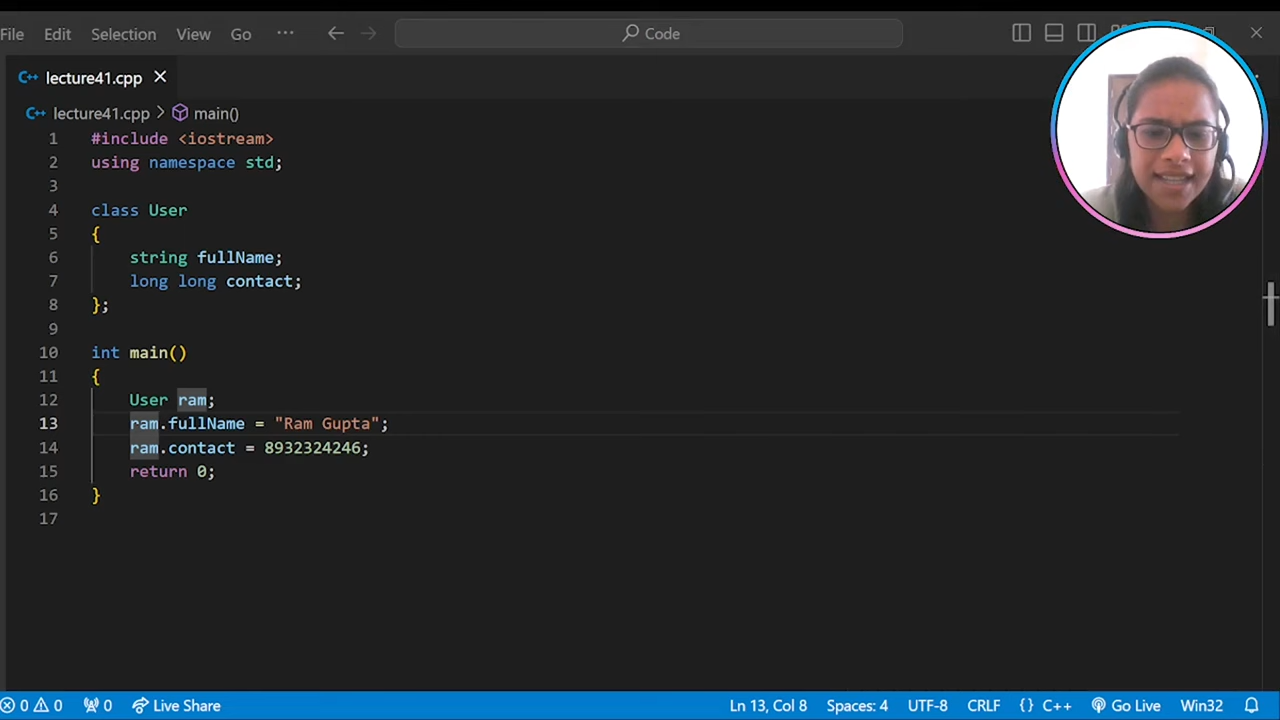 File Edit Selection View Go ··· Code
lecture41.cpp
lecture41.cpp > main()
1 #include <iostream>
2 using namespace std;
3
4 class User
5 {
6 string fullName;
7 long long contact;
8 };
9
10 int main()
11 {
12 User ram;
13 ram.fullName = "Ram Gupta";
14 ram.contact = 8932324246;
15 return 0;
16 }
17
0 0 0 Live Share Ln 13, Col 8 Spaces: 4 UTF-8 CRLF {} C++ Go Live Win32